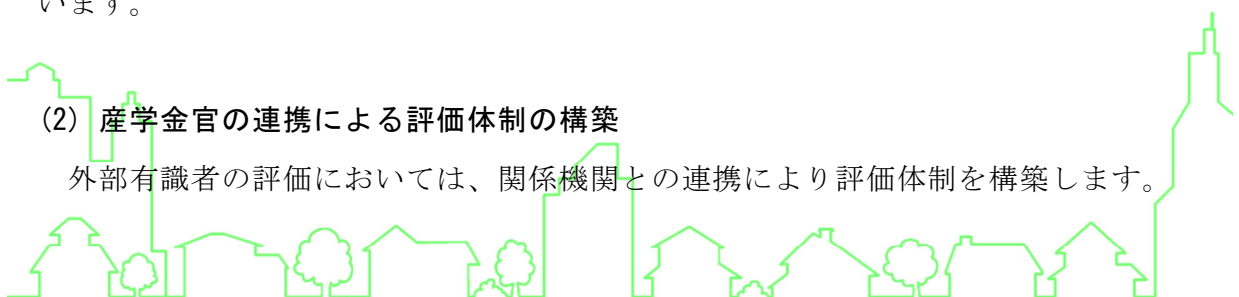 います。
(2) 産学金官の連携による評価体制の構築
外部有識者の評価においては、関係機関との連携により評価体制を構築します。